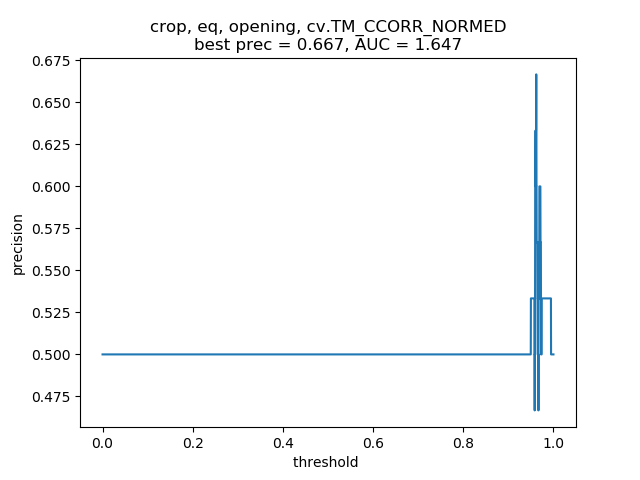 crop, eq, opening, cv.TM_CCORR_NORMED
best prec = 0.667, AUC = 1.647
0.675
0.650
0.625
0.600
0.575
0.550
0.525
0.500
0.475
precision
0.0 0.2 0.4 0.6 0.8 1.0
threshold